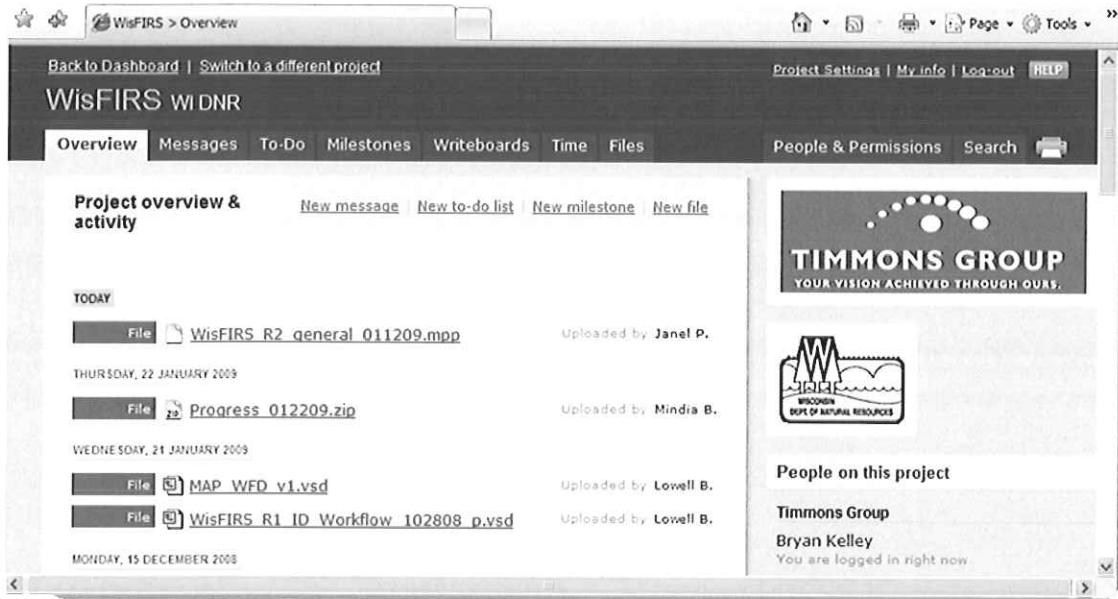 WisFIRS > Overview
Page
Tools
»
Back to Dashboard | Switch to a different project
Project Settings | My info | Log-out HELP
WisFIRS WI DNR
Overview Messages To-Do Milestones Writeboards Time Files
People & Permissions Search
Project overview &
activity
New message | New to-do list | New milestone | New file
TIMMONS GROUP
YOUR VISION ACHIEVED THROUGH OURS.
TODAY
File WisFIRS_R2_general_011209.mpp Uploaded by Janel P.
THURSDAY, 22 JANUARY 2009
File Progress_012209.zip Uploaded by Mindia B.
WEDNESDAY, 21 JANUARY 2009
File MAP_WFD_v1.vsd Uploaded by Lowell B.
File WisFIRS_R1_ID_Workflow_102808_p.vsd Uploaded by Lowell B.
MONDAY, 15 DECEMBER 2008
W
WISCONSIN
DEPT. OF NATURAL RESOURCES
People on this project
Timmons Group
Bryan Kelley
You are logged in right now